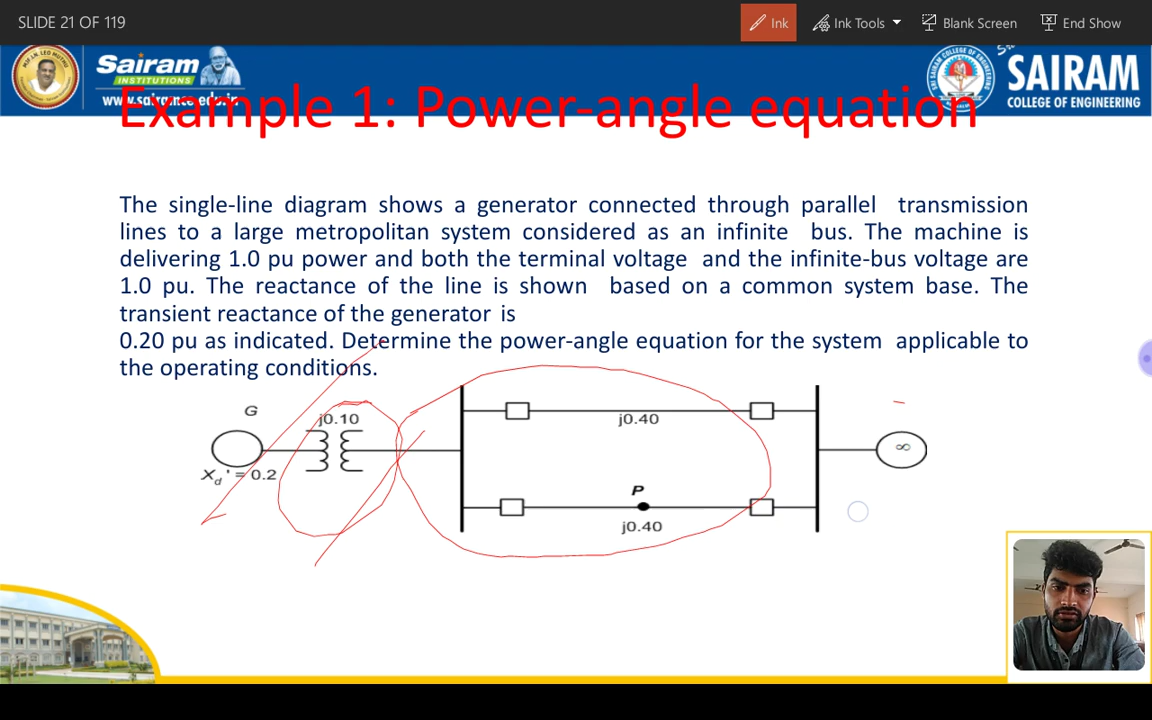 SLIDE 21 OF 119
Ink
Ink Tools
Blank Screen
End Show
Sairam
INSTITUTIONS
SAIRAM
COLLEGE OF ENGINEERING
Example 1: Power-angle equation
The single-line diagram shows a generator connected through parallel transmission
lines to a large metropolitan system considered as an infinite bus. The machine is
delivering 1.0 pu power and both the terminal voltage and the infinite-bus voltage are
1.0 pu. The reactance of the line is shown based on a common system base. The
transient reactance of the generator is
0.20 pu as indicated. Determine the power-angle equation for the system applicable to
the operating conditions.
G
j0.10
j0.40
∞
Xd' = 0.2
P
j0.40